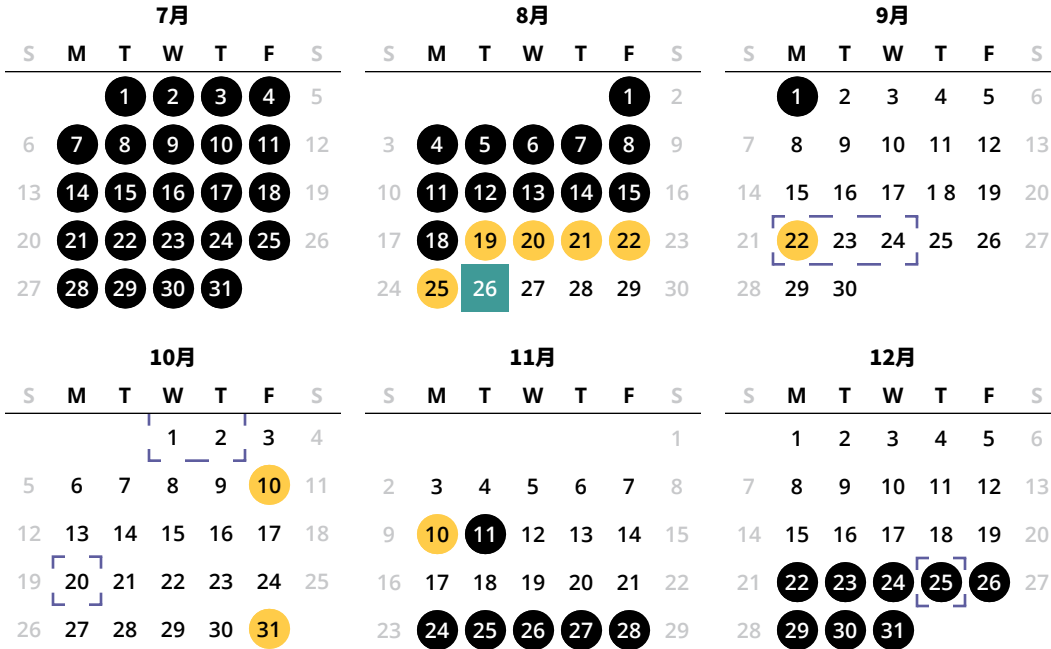 7月
S M T W T F S
1 2 3 4 5
6 7 8 9 10 11 12
13 14 15 16 17 18 19
20 21 22 23 24 25 26
27 28 29 30 31
8月
S M T W T F S
1 2
3 4 5 6 7 8 9
10 11 12 13 14 15 16
17 18 19 20 21 22 23
24 25 26 27 28 29 30
9月
S M T W T F S
1 2 3 4 5 6
7 8 9 10 11 12 13
14 15 16 17 1 8 19 20
21 22 23 24 25 26 27
28 29 30
10月
S M T W T F S
1 2 3 4
5 6 7 8 9 10 11
12 13 14 15 16 17 18
19 20 21 22 23 24 25
26 27 28 29 30 31
11月
S M T W T F S
1
2 3 4 5 6 7 8
9 10 11 12 13 14 15
16 17 18 19 20 21 22
23 24 25 26 27 28 29
12月
S M T W T F S
1 2 3 4 5 6
7 8 9 10 11 12 13
14 15 16 17 18 19 20
21 22 23 24 25 26 27
28 29 30 31